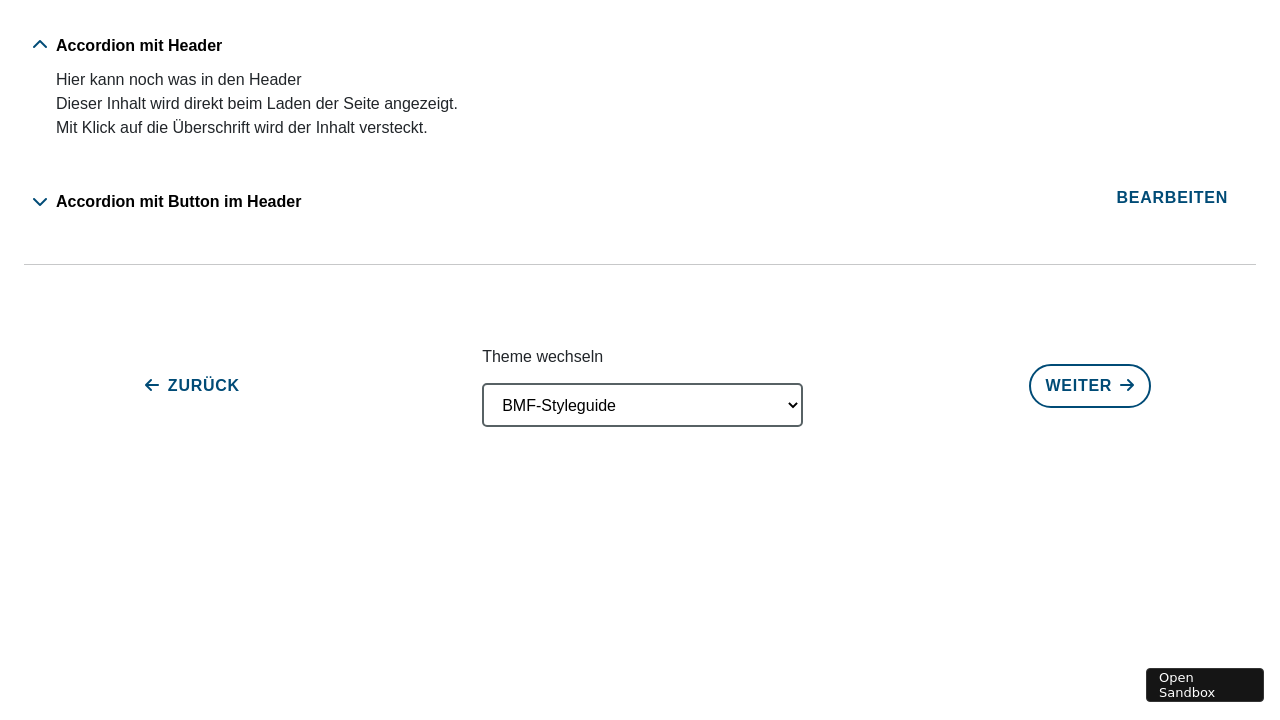 Accordion mit Header
Hier kann noch was in den Header
Dieser Inhalt wird direkt beim Laden der Seite angezeigt.
Mit Klick auf die Überschrift wird der Inhalt versteckt.
Accordion mit Button im Header
BEARBEITEN
Theme wechseln
ZURÜCK
BMF-Styleguide
WEITER
Open
Sandbox